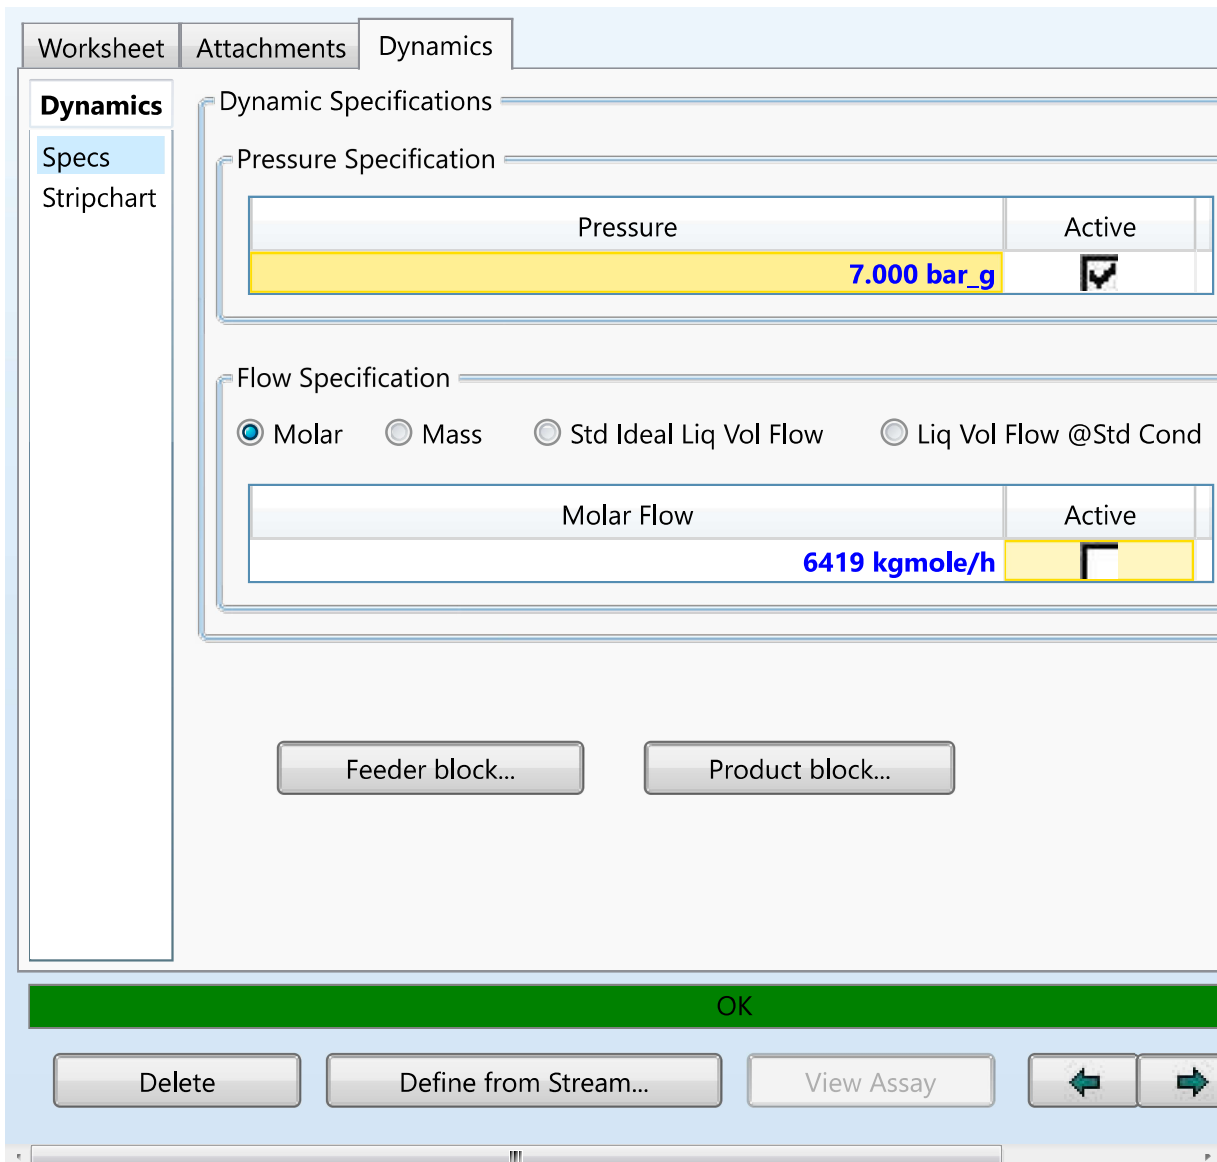 Worksheet Attachments Dynamics
Dynamics
Specs
Stripchart
Dynamic Specifications
Pressure Specification
Pressure Active
7.000 bar_g
Flow Specification
Molar Mass Std Ideal Liq Vol Flow Liq Vol Flow @Std Cond
Molar Flow Active
6419 kgmole/h
Feeder block... Product block...
OK
Delete Define from Stream... View Assay